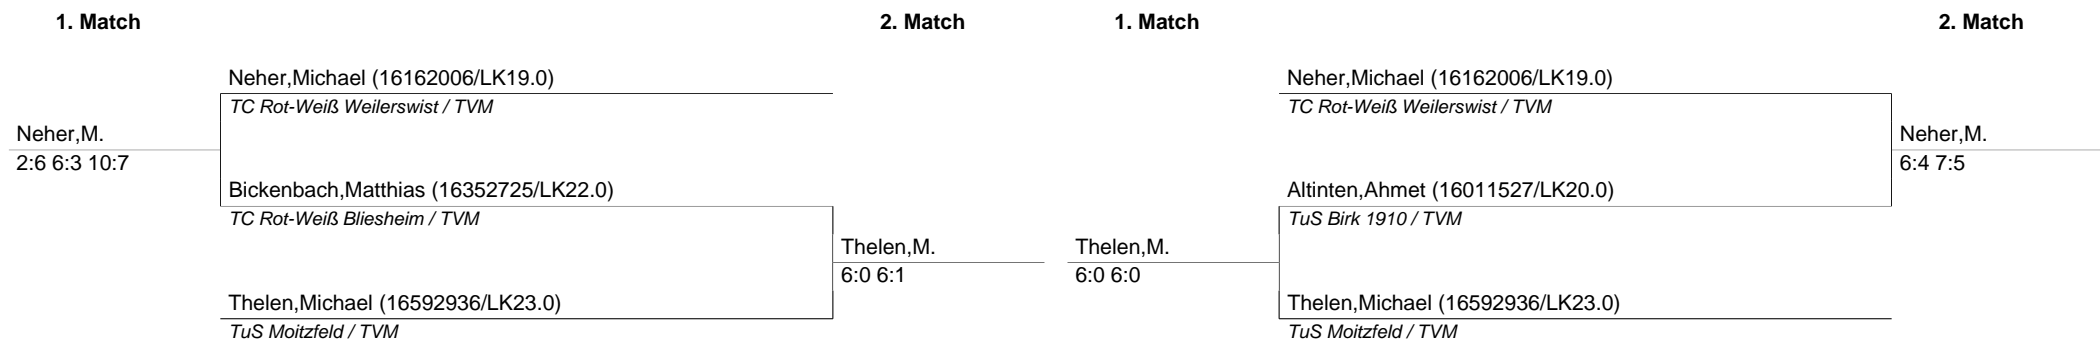 1. Match
2. Match
1. Match
2. Match
Neher,Michael (16162006/LK19.0)
TC Rot-Weiß Weilerswist / TVM
Neher,M.
2:6 6:3 10:7
Bickenbach,Matthias (16352725/LK22.0)
TC Rot-Weiß Bliesheim / TVM
Thelen,M.
6:0 6:1
Thelen,Michael (16592936/LK23.0)
TuS Moitzfeld / TVM
Neher,Michael (16162006/LK19.0)
TC Rot-Weiß Weilerswist / TVM
Neher,M.
6:4 7:5
Altinten,Ahmet (16011527/LK20.0)
TuS Birk 1910 / TVM
Thelen,M.
6:0 6:0
Thelen,Michael (16592936/LK23.0)
TuS Moitzfeld / TVM